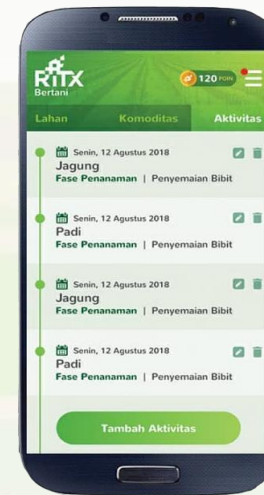 RiTX
Bertani
120 POIN
Lahan Komoditas Aktivitas
Senin, 12 Agustus 2018
Jagung
Fase Penanaman | Penyemaian Bibit
Senin, 12 Agustus 2018
Padi
Fase Penanaman | Penyemaian Bibit
Senin, 12 Agustus 2018
Jagung
Fase Penanaman | Penyemaian Bibit
Senin, 12 Agustus 2018
Padi
Fase Penanaman | Penyemaian Bibit
Tambah Aktivitas